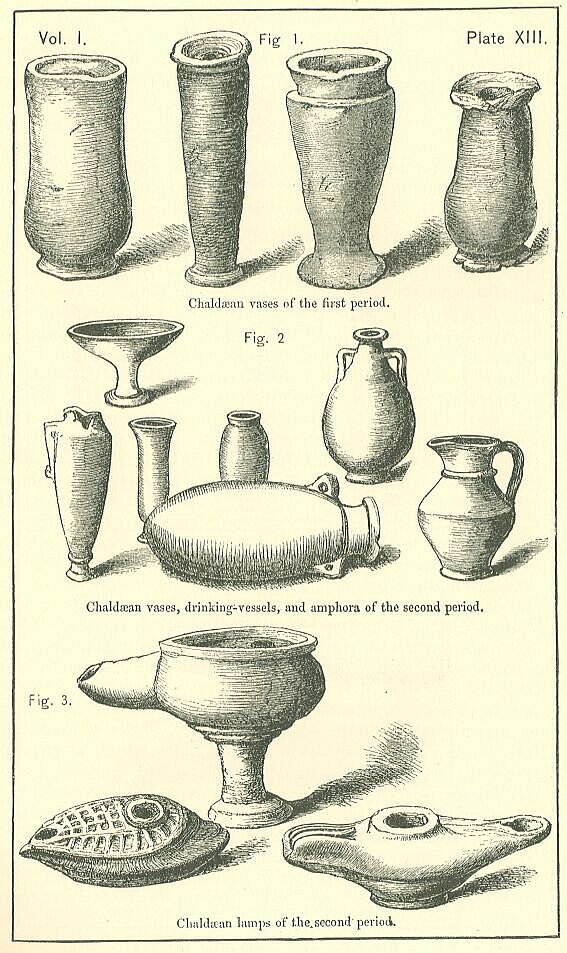 Vol. I. Fig 1. Plate XIII.
Chaldæan vases of the first period.
Fig. 2
Chaldæan vases, drinking-vessels, and amphora of the second period.
Fig. 3.
Chaldæan lamps of the second period.